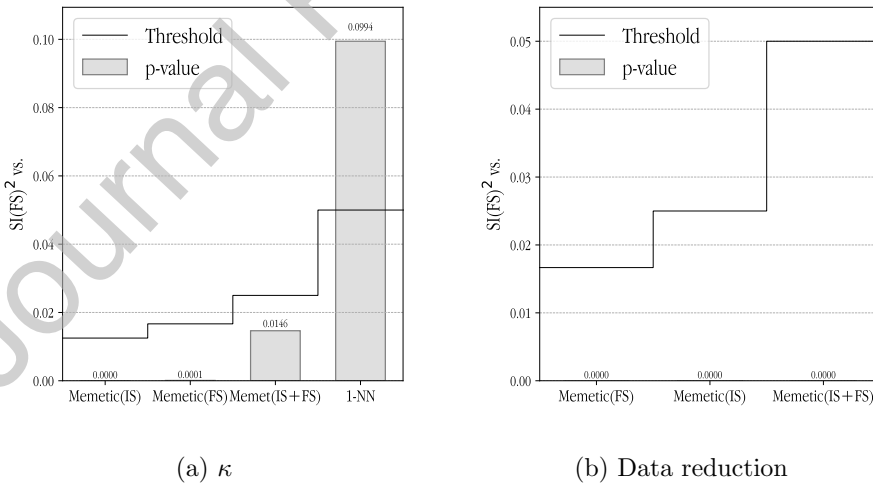 Journal
SI(FS)² vs.
Threshold
p-value
0.10
0.08
0.06
0.04
0.02
0.00
0.0000
0.0001
0.0146
0.0994
Memetic(IS) Memetic(FS) Memet(IS+FS) 1-NN
(a) κ
SI(FS)² vs.
Threshold
p-value
0.05
0.04
0.03
0.02
0.01
0.00
0.0000
0.0000
0.0000
Memetic(FS) Memetic(IS) Memetic(IS+FS)
(b) Data reduction